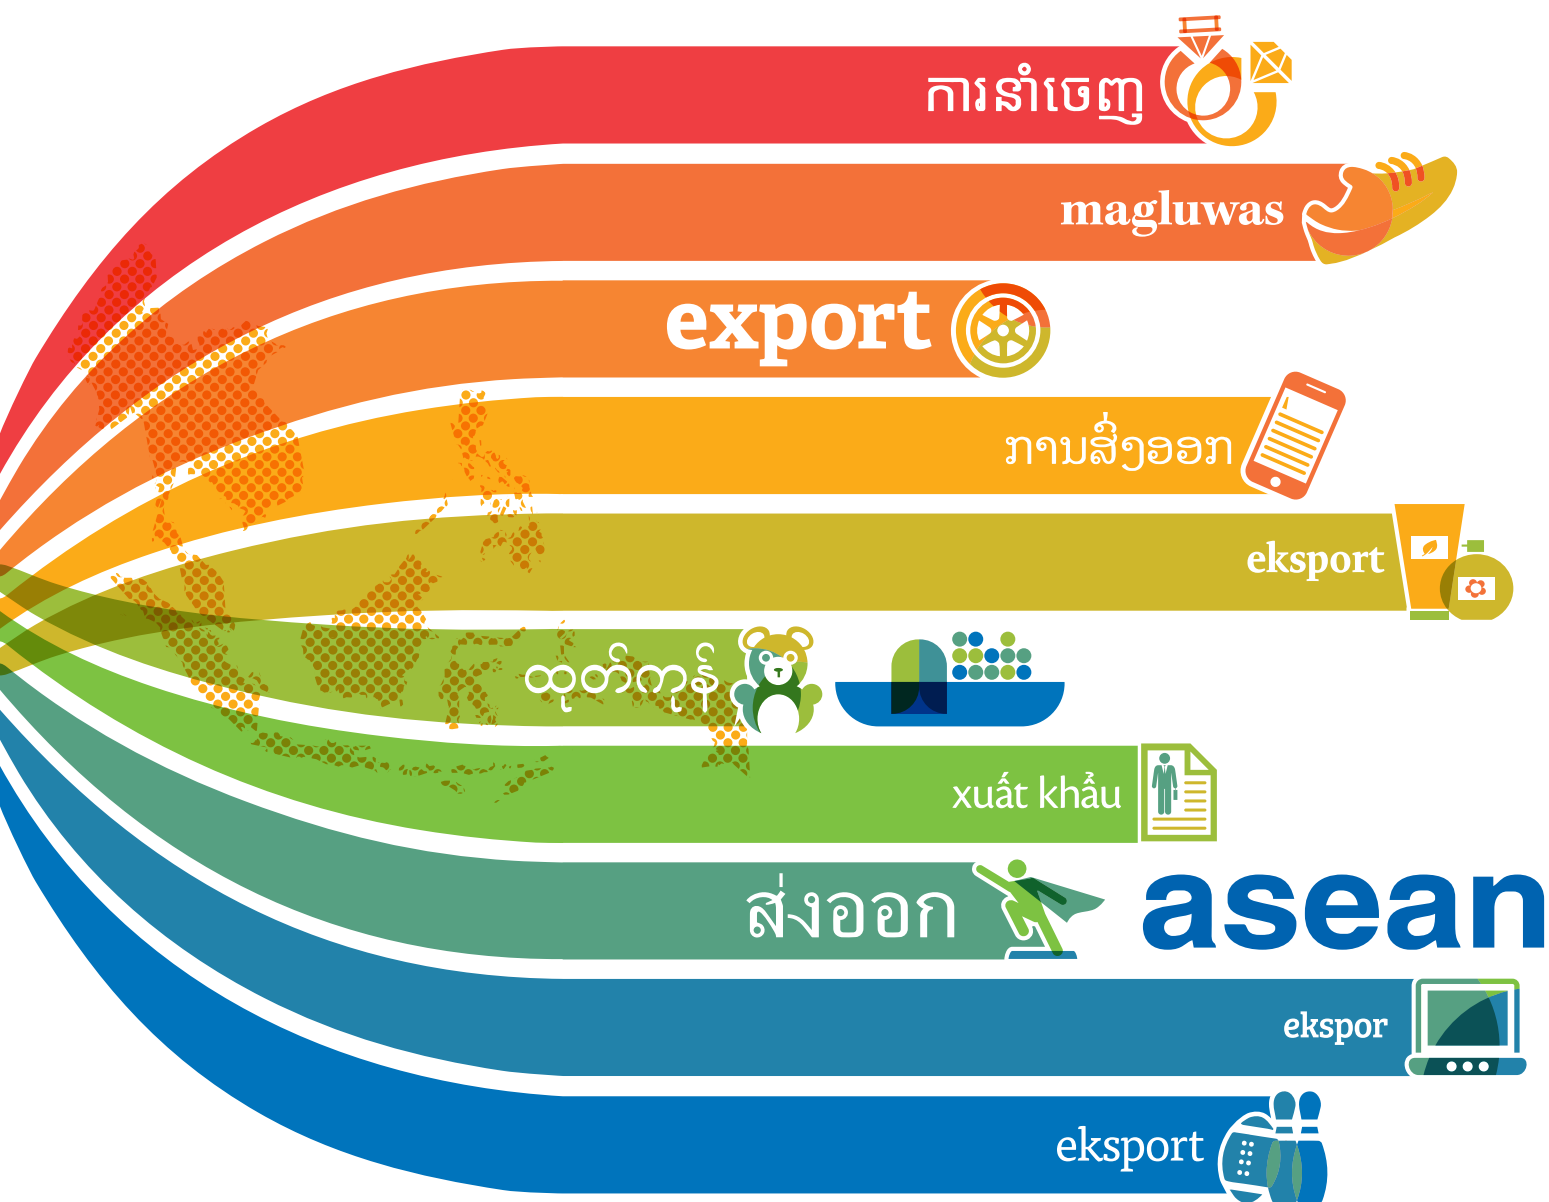 ការនាំចេញ
magluwas
export
ການສົ່ງອອກ
eksport
ထုတ်ကုန်
xuất khẩu
ส่งออก
asean
ekspor
eksport